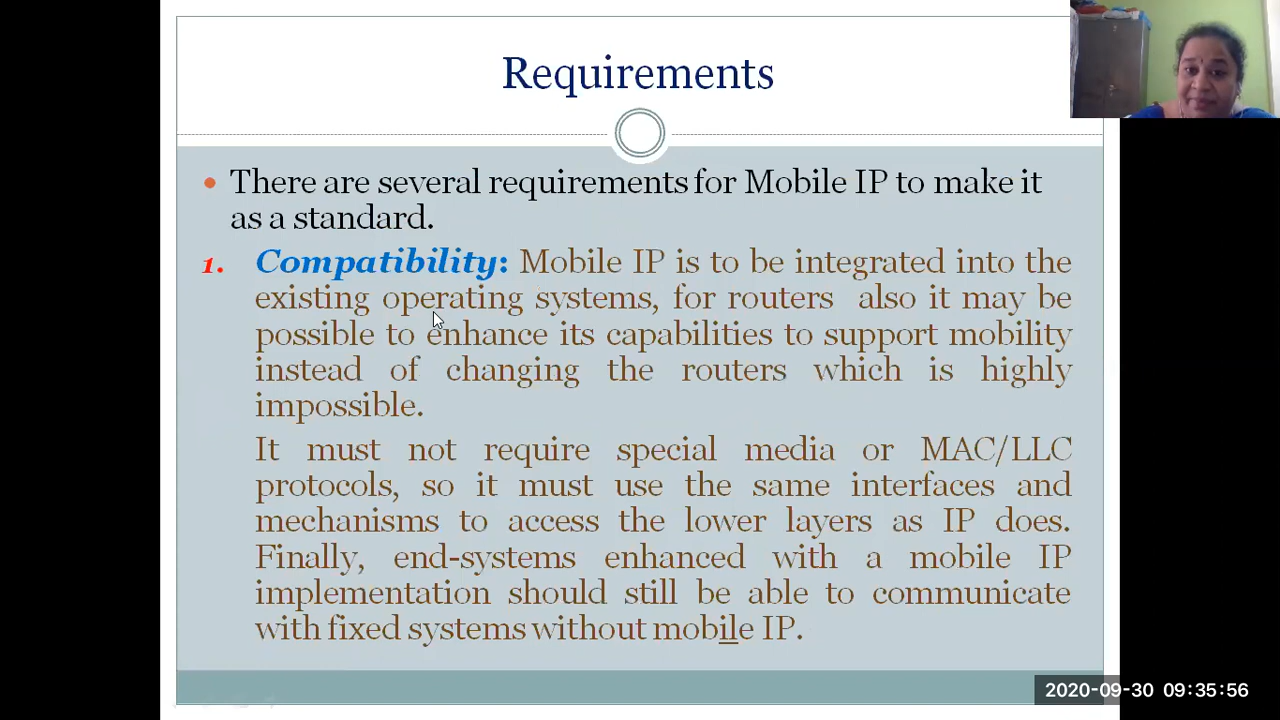 Requirements
• There are several requirements for Mobile IP to make it
as a standard.
1. Compatibility: Mobile IP is to be integrated into the
existing operating systems, for routers also it may be
possible to enhance its capabilities to support mobility
instead of changing the routers which is highly
impossible.
It must not require special media or MAC/LLC
protocols, so it must use the same interfaces and
mechanisms to access the lower layers as IP does.
Finally, end-systems enhanced with a mobile IP
implementation should still be able to communicate
with fixed systems without mobile IP.
2020-09-30 09:35:56